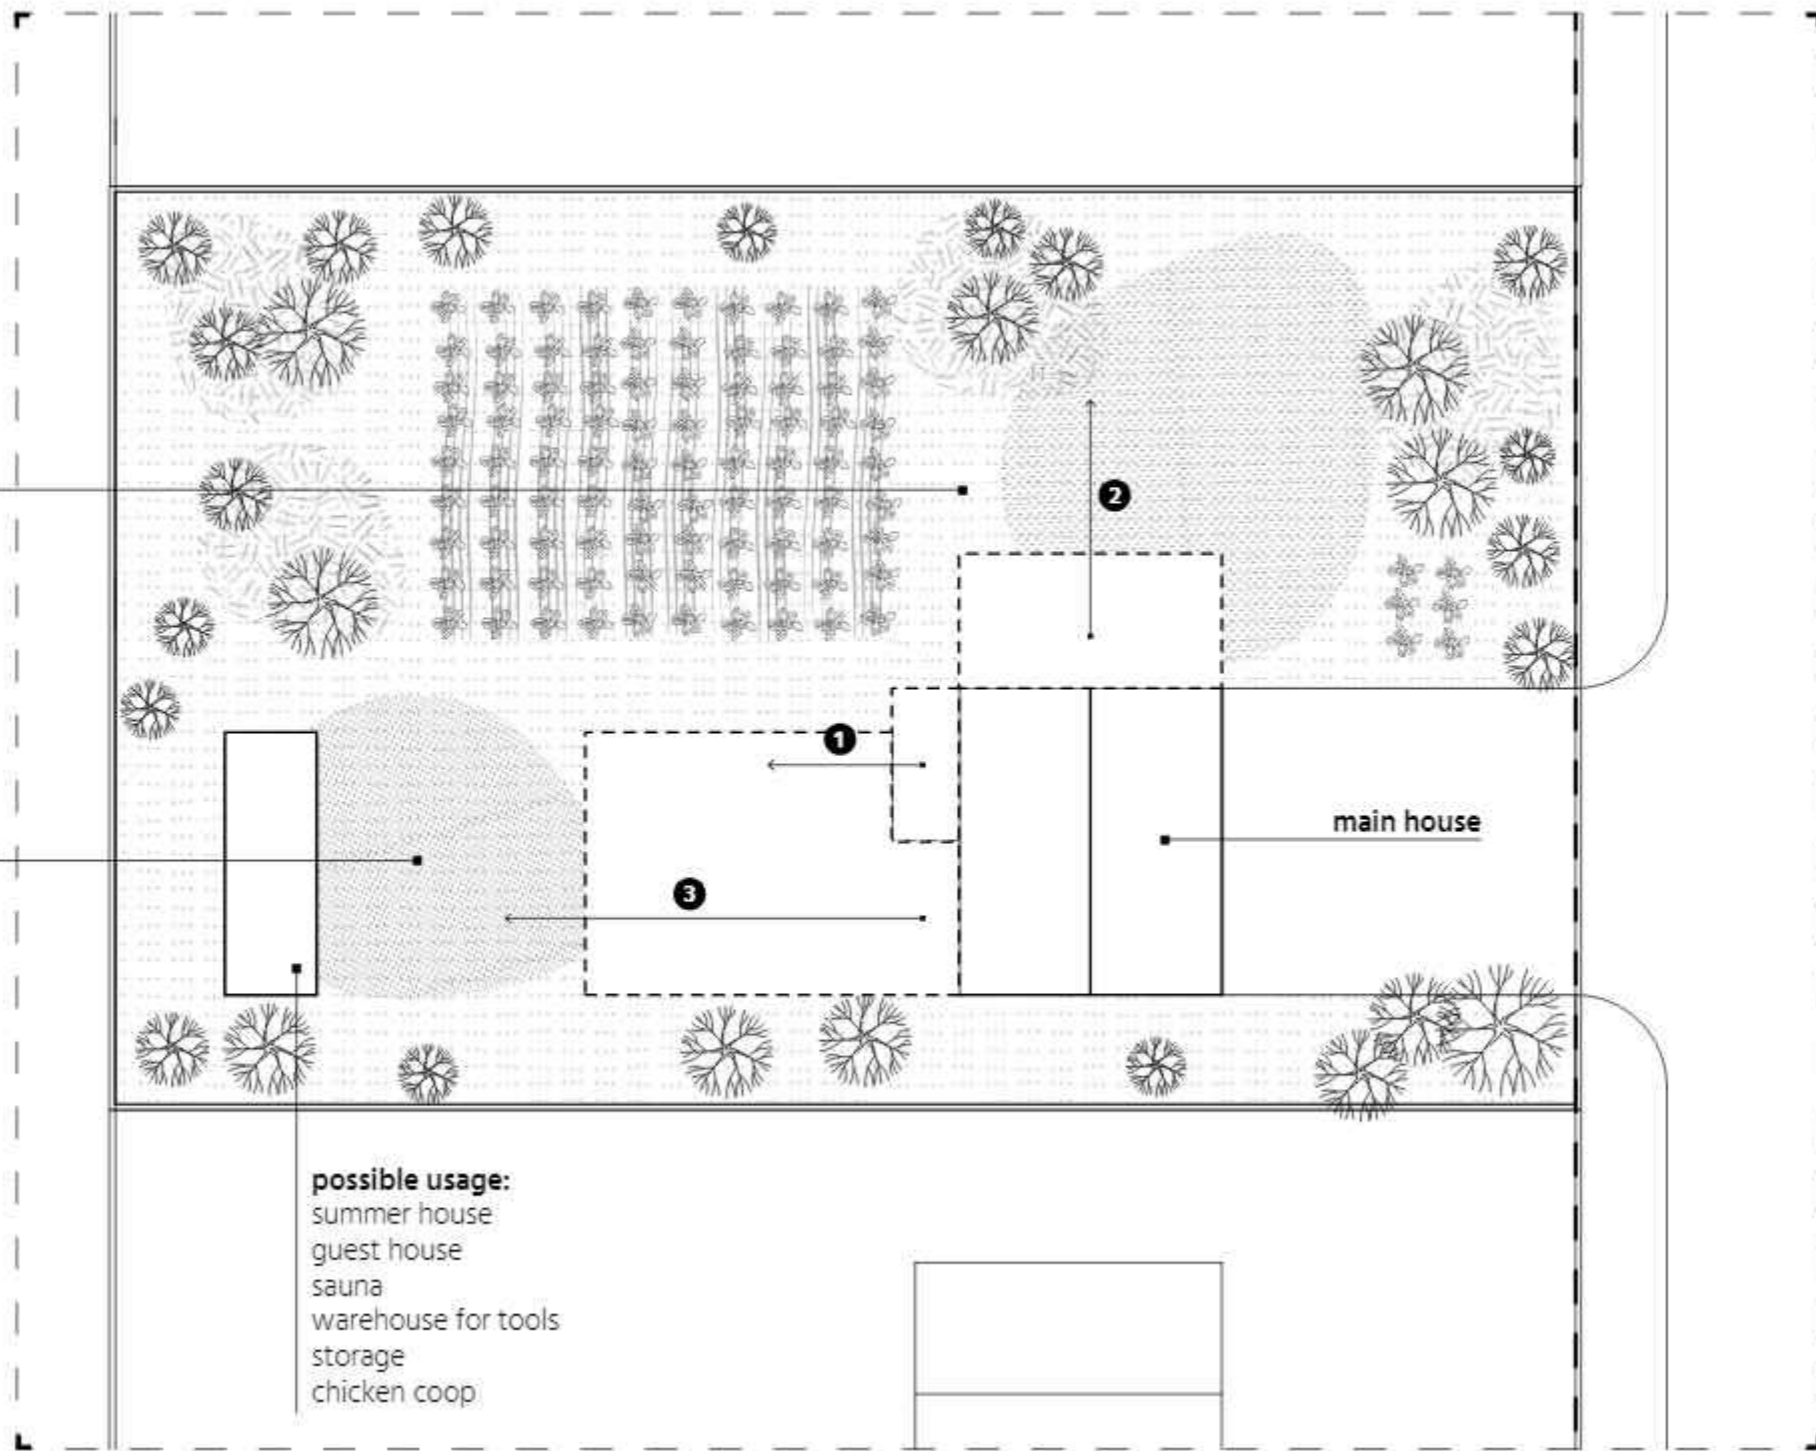 2
1
main house
3
possible usage:
summer house
guest house
sauna
warehouse for tools
storage
chicken coop